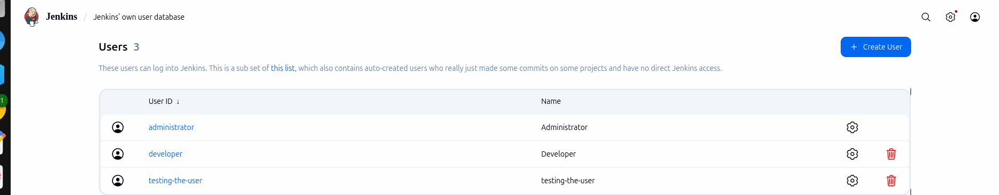 Jenkins / Jenkins’ own user database
Users 3
+ Create User
These users can log into Jenkins. This is a sub set of this list, which also contains auto-created users who really just made some commits on some projects and have no direct Jenkins access.
User ID ↓ Name
administrator Administrator
developer Developer
testing-the-user testing-the-user
1